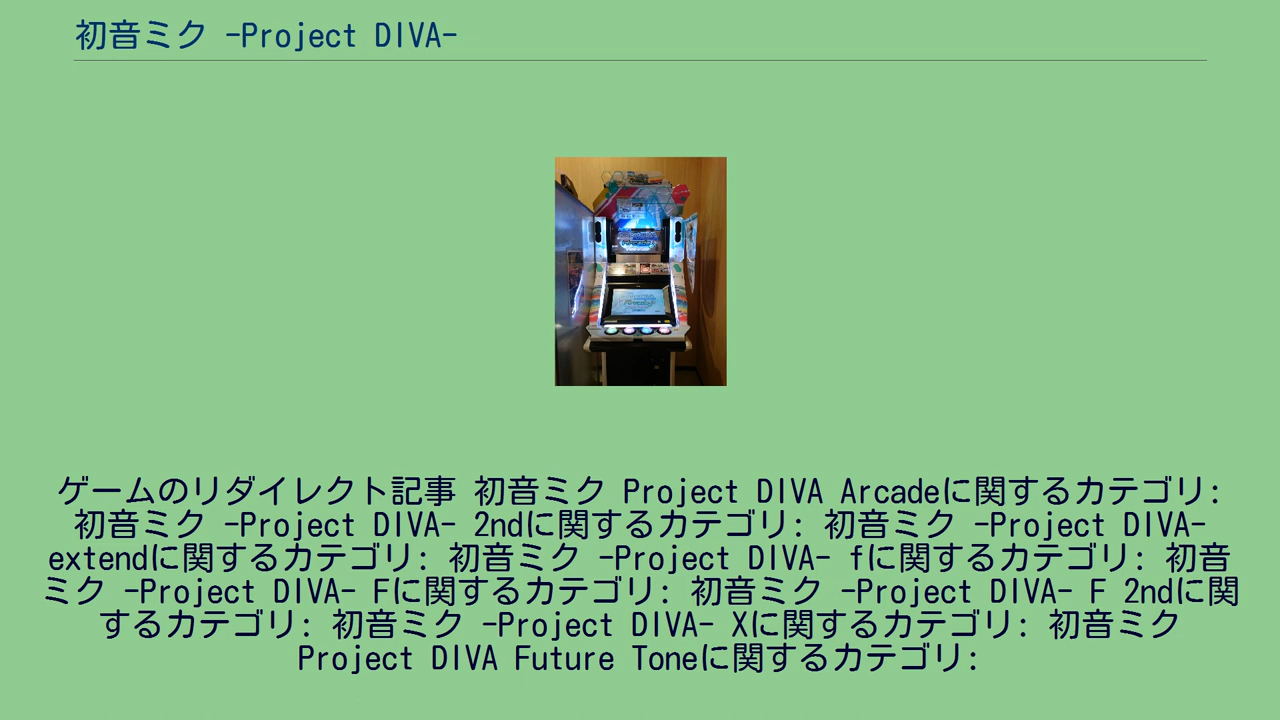 初音ミク -Project DIVA-
ゲームのリダイレクト記事 初音ミク Project DIVA Arcadeに関するカテゴリ:
初音ミク -Project DIVA- 2ndに関するカテゴリ: 初音ミク -Project DIVA-
extendに関するカテゴリ: 初音ミク -Project DIVA- fに関するカテゴリ: 初音
ミク -Project DIVA- Fに関するカテゴリ: 初音ミク -Project DIVA- F 2ndに関
するカテゴリ: 初音ミク -Project DIVA- Xに関するカテゴリ: 初音ミク
Project DIVA Future Toneに関するカテゴリ: